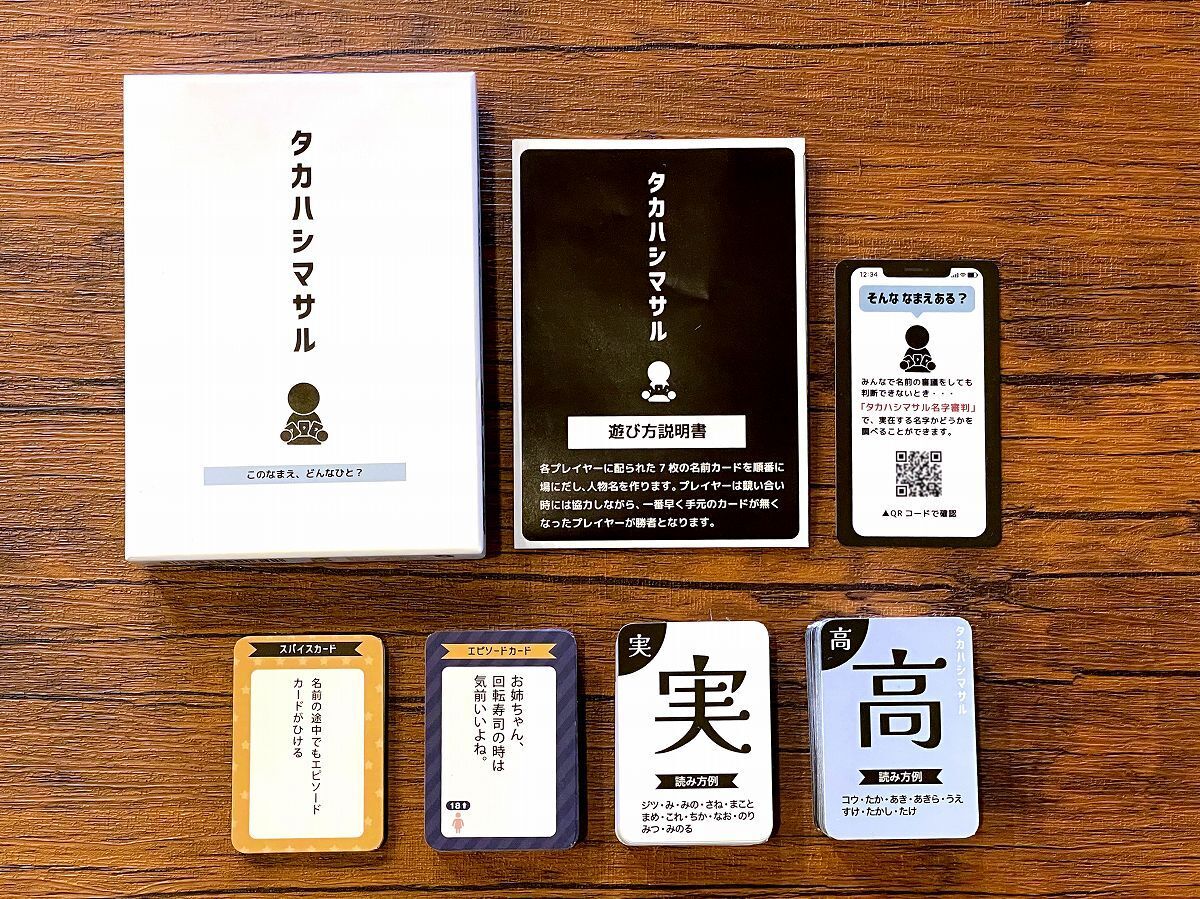 タカハシマサル
このなまえ、どんなひと？
タカハシマサル
遊び方説明書
各プレイヤーに配られた７枚の名前カードを順番に
場にだし、人物名を作ります。プレイヤーは競い合い
時には協力しながら、一番早く手元のカードが無く
なったプレイヤーが勝者となります。
12:34
そんな なまえある？
みんなで名前の審議をしても
判断できないとき・・・
「タカハシマサル名字審判」
で、実在する名字かどうかを
調べることができます。
▲QRコードで確認
スパイスカード
名前の途中でもエピソード
カードがひける
エピソードカード
お姉ちゃん、
回転寿司の時は
気前いいよね。
18⬆
実
実
読み方例
ジツ・み・みの・さね・まこと
まめ・これ・ちか・なお・のり
みつ・みのる
高
タカハシマサル
高
読み方例
コウ・たか・あき・あきら・うえ
すけ・たかし・たけ